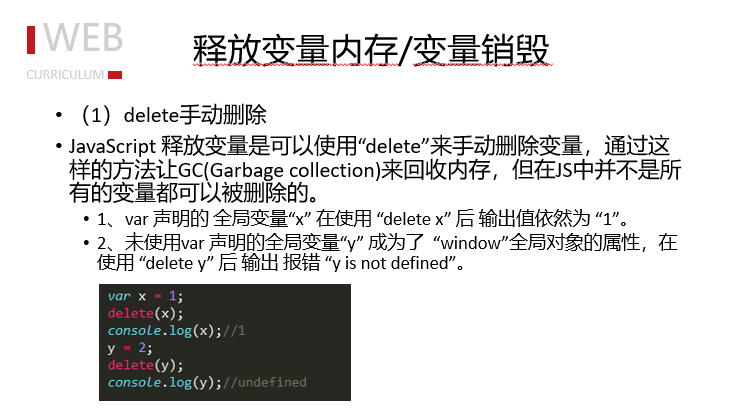 WEB
CURRICULUM
释放变量内存/变量销毁
• （1）delete手动删除
• JavaScript 释放变量是可以使用“delete”来手动删除变量，通过这
样的方法让GC(Garbage collection)来回收内存，但在JS中并不是所
有的变量都可以被删除的。
• 1、var 声明的 全局变量“x” 在使用 “delete x” 后 输出值依然为 “1”。
• 2、未使用var 声明的全局变量“y” 成为了 “window”全局对象的属性，在
使用 “delete y” 后 输出 报错 “y is not defined”。
var x = 1;
delete(x);
console.log(x);//1
y = 2;
delete(y);
console.log(y);//undefined